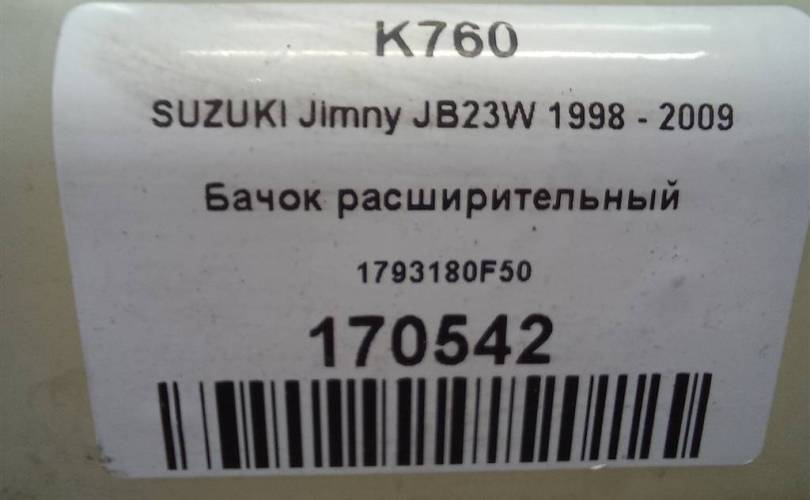 K760
SUZUKI Jimny JB23W 1998 - 2009
Бачок расширительный
1793180F50
170542